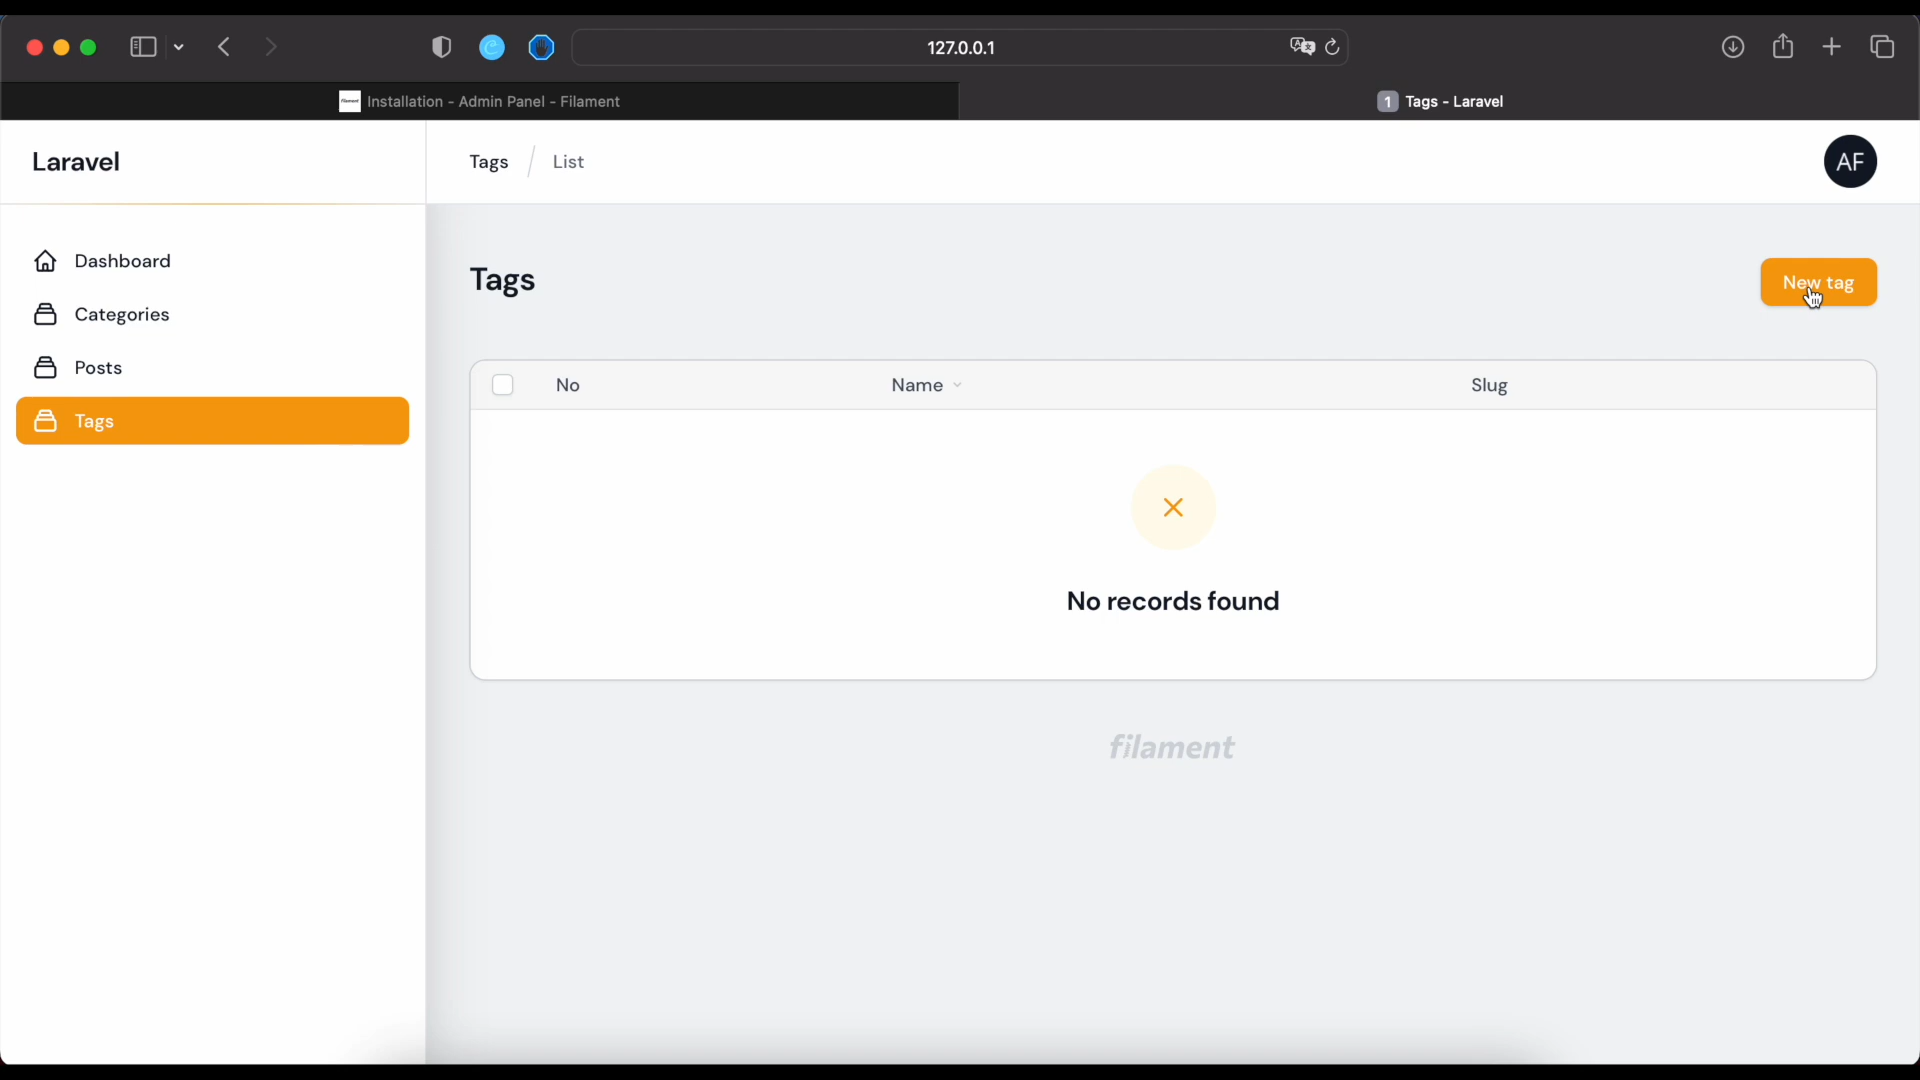 127.0.0.1
Installation - Admin Panel - Filament
1 Tags - Laravel
Laravel
Tags / List
AF
Dashboard
Categories
Posts
Tags
Tags
New tag
No Name Slug
No records found
filament